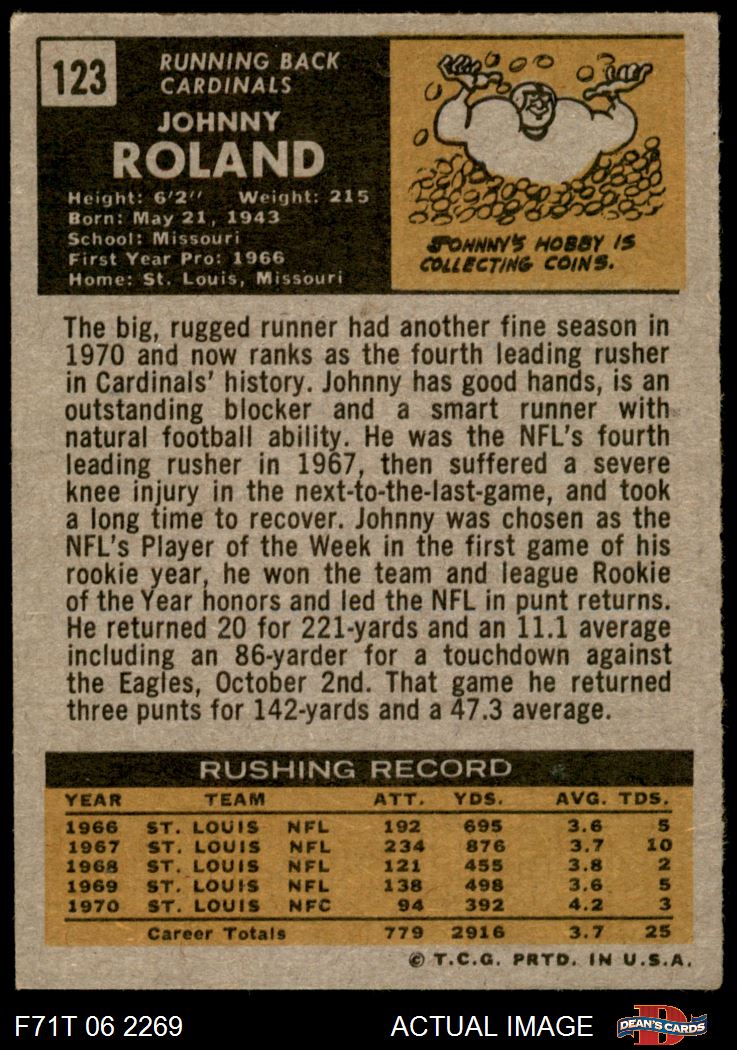 123
RUNNING BACK
CARDINALS
JOHNNY
ROLAND
Height: 6'2" Weight: 215
Born: May 21, 1943
School: Missouri
First Year Pro: 1966
Home: St. Louis, Missouri
JOHNNY'S HOBBY IS
COLLECTING COINS.
The big, rugged runner had another fine season in
1970 and now ranks as the fourth leading rusher
in Cardinals' history. Johnny has good hands, is an
outstanding blocker and a smart runner with
natural football ability. He was the NFL's fourth
leading rusher in 1967, then suffered a severe
knee injury in the next-to-the-last-game, and took
a long time to recover. Johnny was chosen as the
NFL's Player of the Week in the first game of his
rookie year, he won the team and league Rookie
of the Year honors and led the NFL in punt returns.
He returned 20 for 221-yards and an 11.1 average
including an 86-yarder for a touchdown against
the Eagles, October 2nd. That game he returned
three punts for 142-yards and a 47.3 average.
RUSHING RECORD
YEAR TEAM ATT. YDS. AVG. TDS.
1966 ST. LOUIS NFL 192 695 3.6 5
1967 ST. LOUIS NFL 234 876 3.7 10
1968 ST. LOUIS NFL 121 455 3.8 2
1969 ST. LOUIS NFL 138 498 3.6 5
1970 ST. LOUIS NFC 94 392 4.2 3
Career Totals 779 2916 3.7 25
© T.C.G. PRTD. IN U.S.A.
F71T 06 2269 ACTUAL IMAGE
D
DEAN'S CARDS